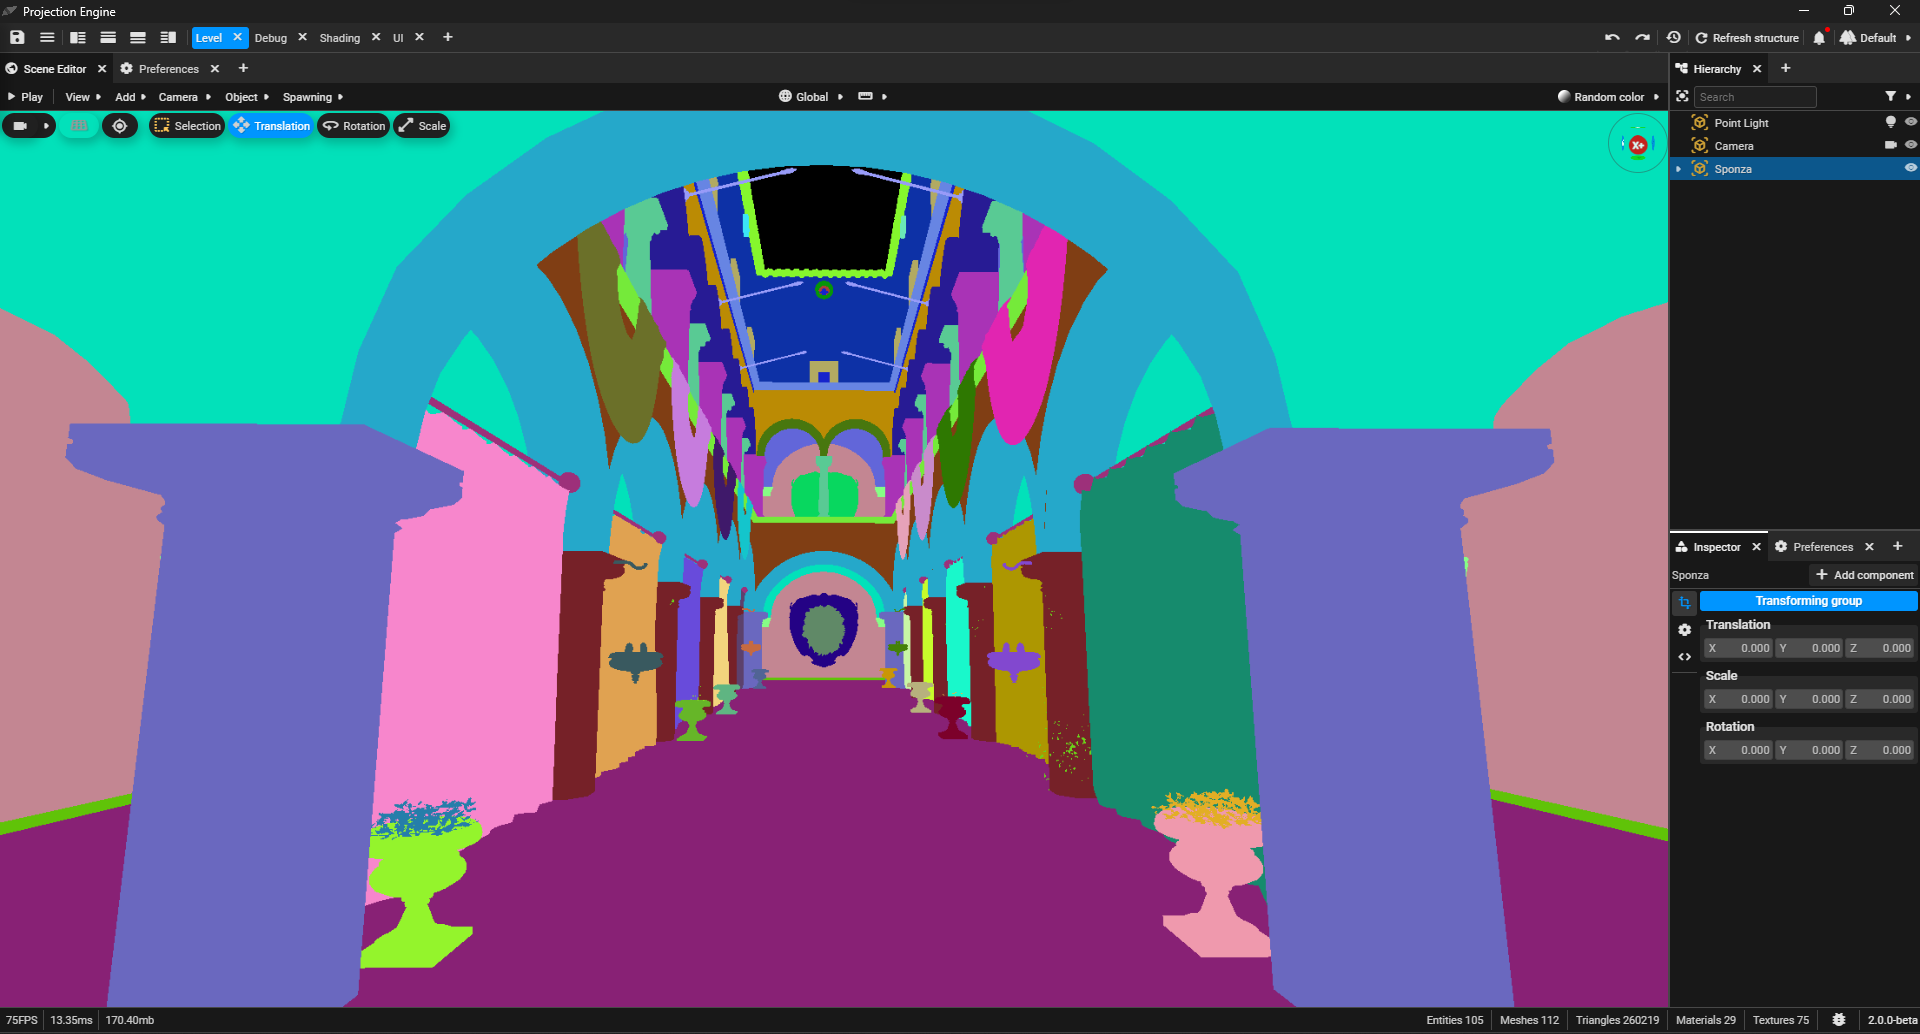 Projection Engine
Level Debug Shading UI Refresh structure Default
Scene Editor Preferences
Play View Add Camera Object Spawning Global Random color
Selection Translation Rotation Scale
X+
Hierarchy
Search
Point Light
Camera
Sponza
Inspector Preferences
Sponza Add component
Transforming group
Translation
X 0.000 Y 0.000 Z 0.000
Scale
X 0.000 Y 0.000 Z 0.000
Rotation
X 0.000 Y 0.000 Z 0.000
75FPS 13.35ms 170.40mb Entities 105 Meshes 112 Triangles 260219 Materials 29 Textures 75 2.0.0-beta